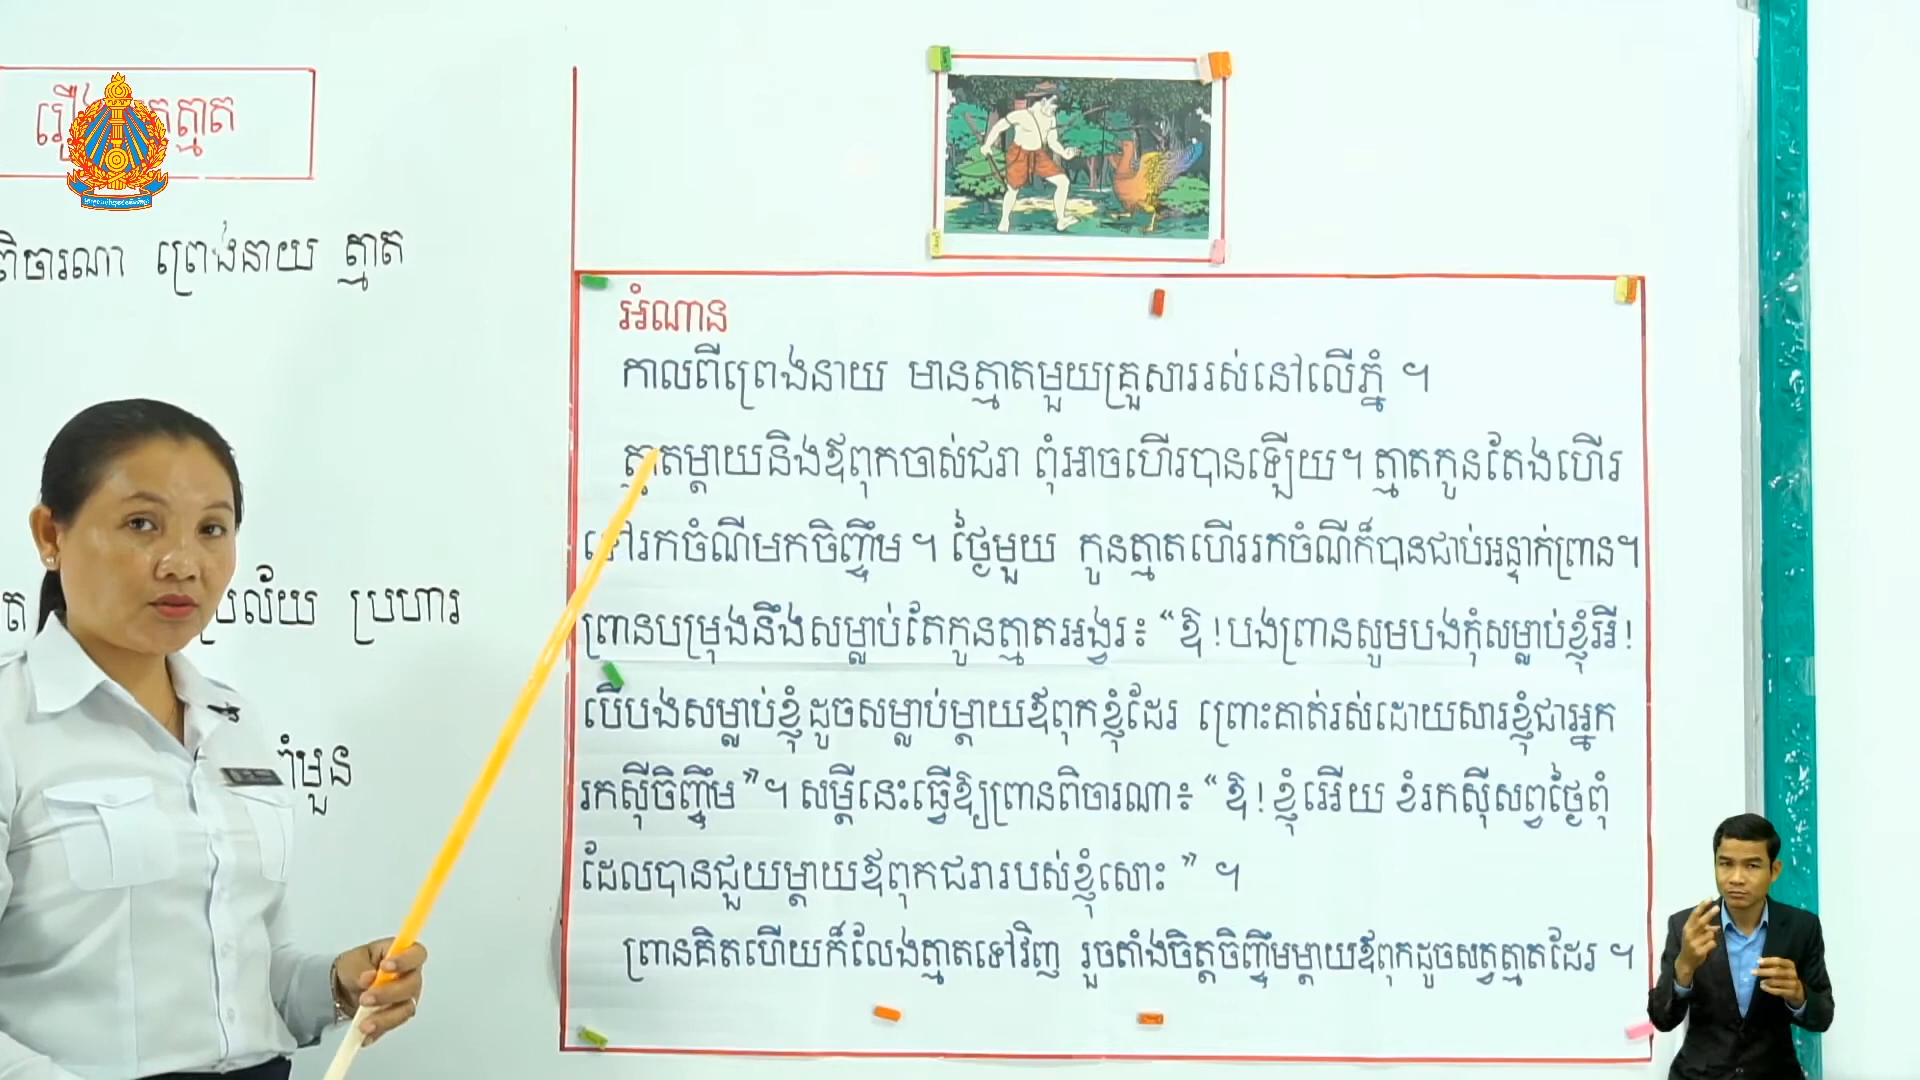 រឿង ត្មាត
ពិចារណា ព្រេងនាយ ត្មាត
ប្រល័យ ប្រហារ
អំណាន
កាលពីព្រេងនាយ មានត្មាតមួយគ្រួសាររស់នៅលើភ្នំ ។
ត្មាតម្ដាយនិងឪពុកចាស់ជរា ពុំអាចហើរបានឡើយ។ ត្មាតកូនតែងហើរ
ទៅរកចំណីមកចិញ្ចឹម ។ ថ្ងៃមួយ កូនត្មាតហើររកចំណីក៏បានជាប់អន្ទាក់ព្រាន។
ព្រានបម្រុងនឹងសម្លាប់តែកូនត្មាតអង្វរ៖ “ ឱ ! បងព្រានសូមបងកុំសម្លាប់ខ្ញុំអី !
បើបងសម្លាប់ខ្ញុំ ដូចសម្លាប់ម្ដាយឪពុកខ្ញុំដែរ ព្រោះគាត់រស់ដោយសារខ្ញុំជាអ្នក
រកស៊ីចិញ្ចឹម ” ។ សម្ដីនេះធ្វើឱ្យព្រានពិចារណា៖ “ ឱ ! ខ្ញុំអើយ ខំរកស៊ីសព្វថ្ងៃពុំ
ដែលបានជួយម្ដាយឪពុកជរារបស់ខ្ញុំសោះ ” ។
ព្រានគិតហើយក៏លែងត្មាតទៅវិញ រួចតាំងចិត្តចិញ្ចឹមម្ដាយឪពុកដូចសត្វត្មាតដែរ ។